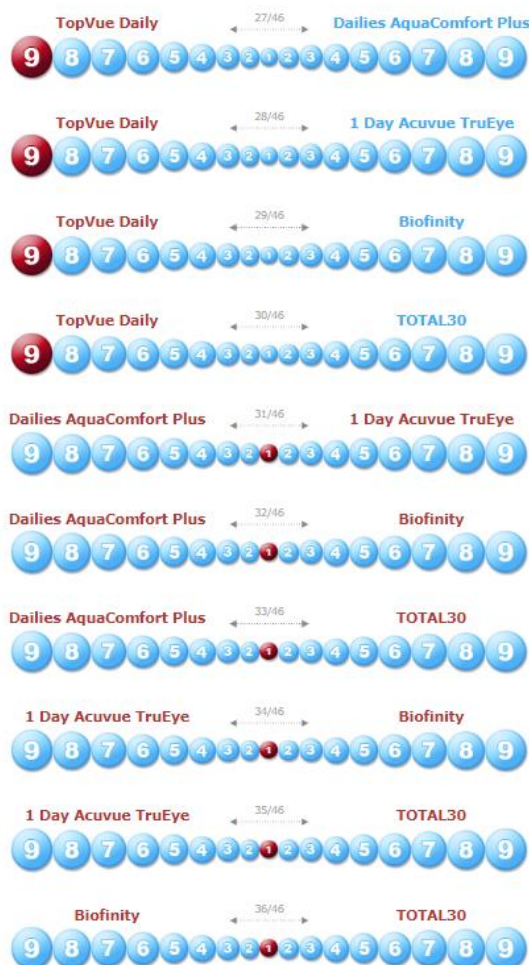 27/46
TopVue Daily Dailies AquaComfort Plus
9 8 7 6 5 4 3 2 1 2 3 4 5 6 7 8 9
28/46
TopVue Daily 1 Day Acuvue TruEye
9 8 7 6 5 4 3 2 1 2 3 4 5 6 7 8 9
29/46
TopVue Daily Biofinity
9 8 7 6 5 4 3 2 1 2 3 4 5 6 7 8 9
30/46
TopVue Daily TOTAL30
9 8 7 6 5 4 3 2 1 2 3 4 5 6 7 8 9
31/46
Dailies AquaComfort Plus 1 Day Acuvue TruEye
9 8 7 6 5 4 3 2 1 2 3 4 5 6 7 8 9
32/46
Dailies AquaComfort Plus Biofinity
9 8 7 6 5 4 3 2 1 2 3 4 5 6 7 8 9
33/46
Dailies AquaComfort Plus TOTAL30
9 8 7 6 5 4 3 2 1 2 3 4 5 6 7 8 9
34/46
1 Day Acuvue TruEye Biofinity
9 8 7 6 5 4 3 2 1 2 3 4 5 6 7 8 9
35/46
1 Day Acuvue TruEye TOTAL30
9 8 7 6 5 4 3 2 1 2 3 4 5 6 7 8 9
36/46
Biofinity TOTAL30
9 8 7 6 5 4 3 2 1 2 3 4 5 6 7 8 9